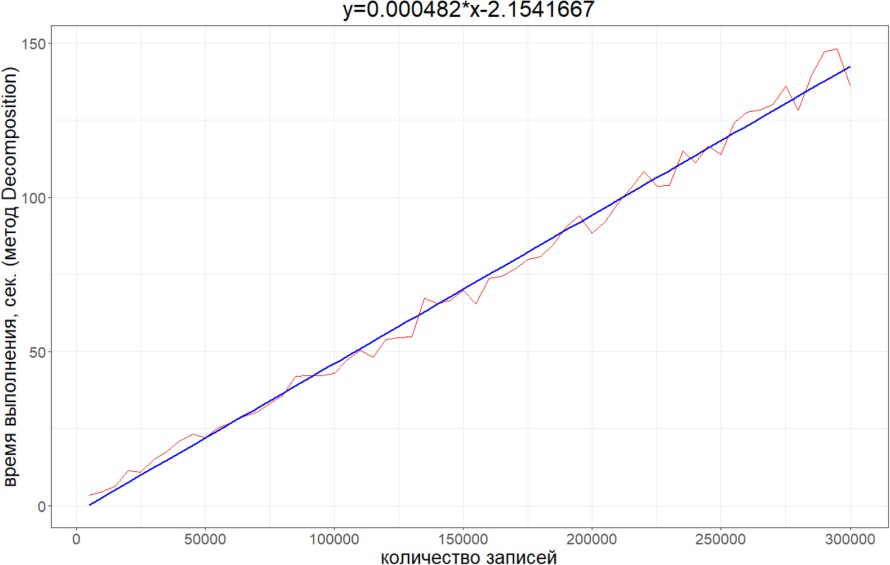 y=0.000482*x-2.1541667
время выполнения, сек. (метод Decomposition)
150
100
50
0
0 50000 100000 150000 200000 250000 300000
количество записей